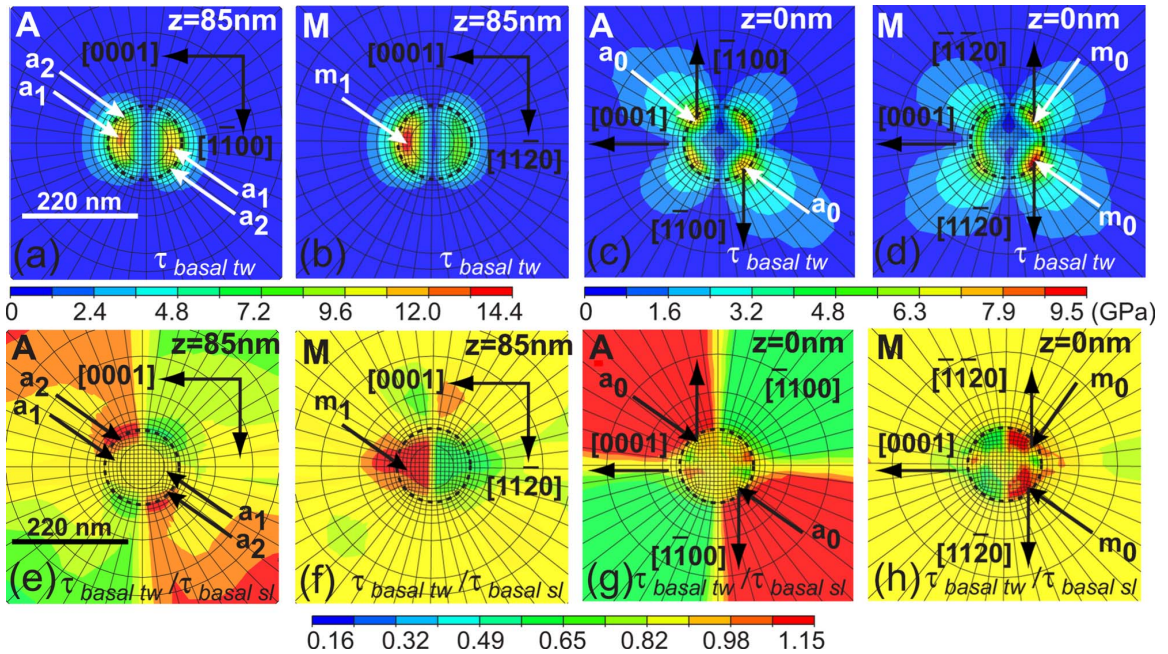 A z=85nm
[0001]
a2
a1
[1̅100]
a1
a2
220 nm
(a) τ basal tw
M z=85nm
[0001]
m1
[112̅0]
(b) τ basal tw
A z=0nm
[1̅100]
a0
[0001]
a0
[11̅00]
(c) τ basal tw
M z=0nm
[1̅1̅20]
m0
[0001]
m0
[112̅0]
(d) τ basal tw
0 2.4 4.8 7.2 9.6 12.0 14.4
0 1.6 3.2 4.8 6.3 7.9 9.5 (GPa)
A z=85nm
[0001]
a2
a1
a1
a2
220 nm
(e) τ basal tw /τ basal sl
M z=85nm
[0001]
m1
[112̅0]
(f) τ basal tw /τ basal sl
A z=0nm
[1̅100]
a0
[0001]
a0
[11̅00]
(g) τ basal tw /τ basal sl
M z=0nm
[1̅1̅20]
m0
[0001]
m0
[112̅0]
(h) τ basal tw /τ basal sl
0.16 0.32 0.49 0.65 0.82 0.98 1.15